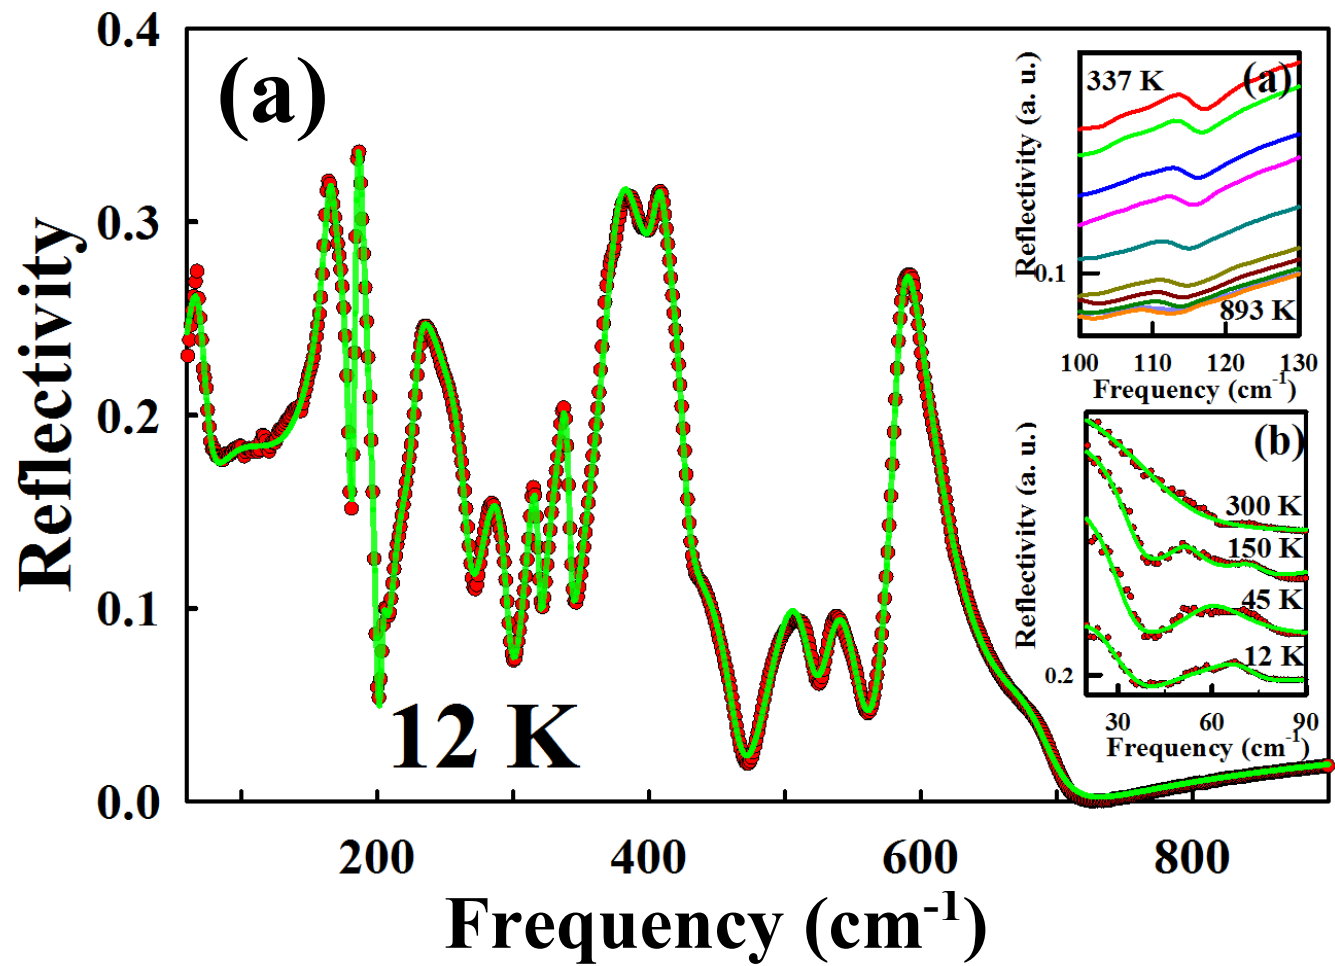 0.4
0.3
0.2
0.1
0.0
Reflectivity
(a)
12 K
200 400 600 800
Frequency (cm-1)
337 K
(a)
893 K
0.1
Reflectivity (a. u.)
100 110 120 130
Frequency (cm-1)
(b)
300 K
150 K
45 K
12 K
0.2
Reflectivity (a. u.)
30 60 90
Frequency (cm-1)